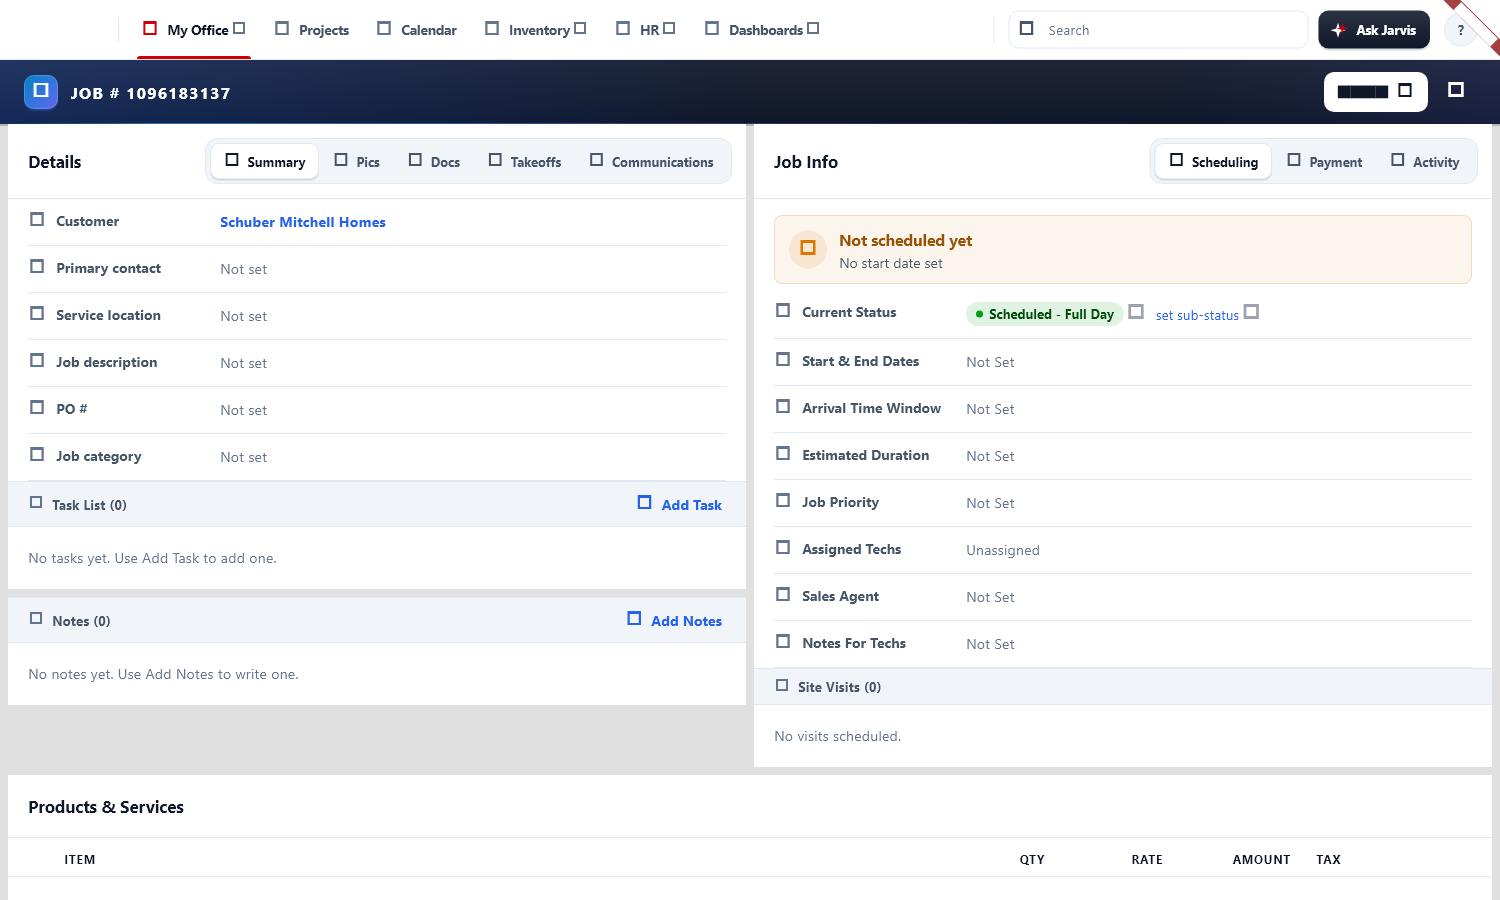 My Office
Projects
Calendar
Inventory
HR
Dashboards
Search
Ask Jarvis
?
JOB # 1096183137
Details
Summary
Pics
Docs
Takeoffs
Communications
Customer
Schuber Mitchell Homes
Primary contact
Not set
Service location
Not set
Job description
Not set
PO #
Not set
Job category
Not set
Task List (0)
Add Task
No tasks yet. Use Add Task to add one.
Notes (0)
Add Notes
No notes yet. Use Add Notes to write one.
Job Info
Scheduling
Payment
Activity
Not scheduled yet
No start date set
Current Status
Scheduled - Full Day
set sub-status
Start & End Dates
Not Set
Arrival Time Window
Not Set
Estimated Duration
Not Set
Job Priority
Not Set
Assigned Techs
Unassigned
Sales Agent
Not Set
Notes For Techs
Not Set
Site Visits (0)
No visits scheduled.
Products & Services
ITEM
QTY
RATE
AMOUNT
TAX